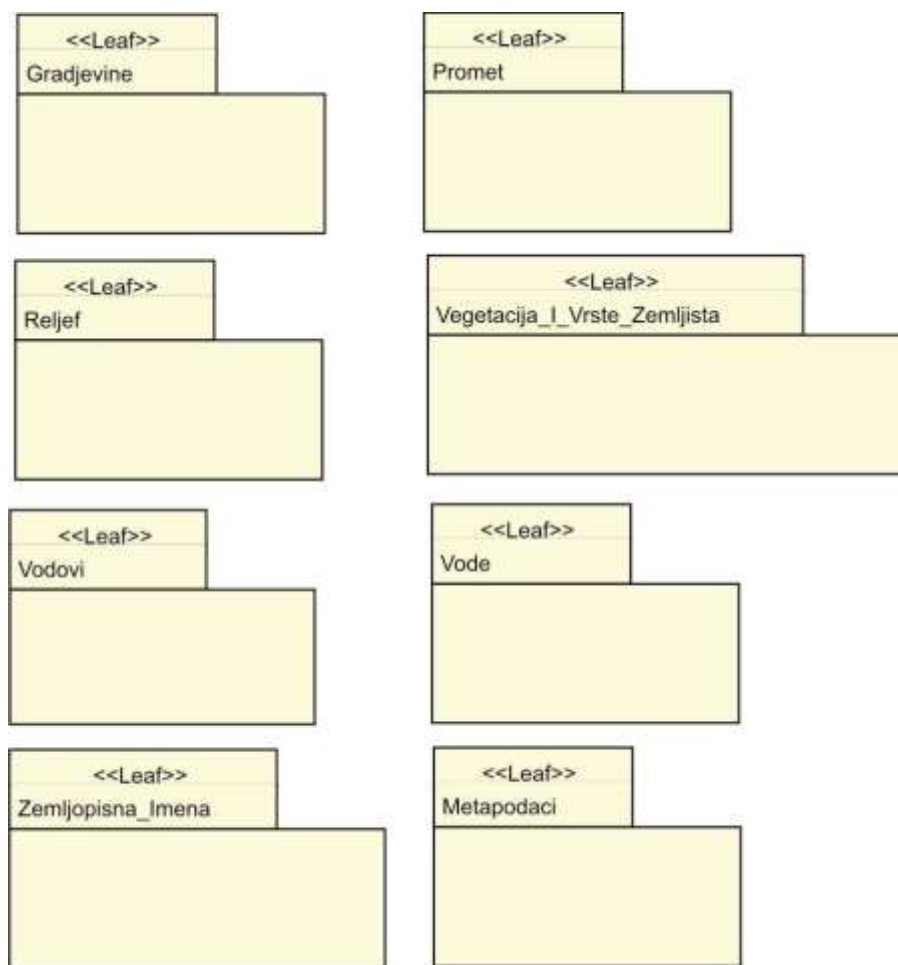 <<Leaf>>
Gradjevine
<<Leaf>>
Promet
<<Leaf>>
Reljef
<<Leaf>>
Vegetacija_I_Vrste_Zemljista
<<Leaf>>
Vodovi
<<Leaf>>
Vode
<<Leaf>>
Zemljopisna_Imena
<<Leaf>>
Metapodaci